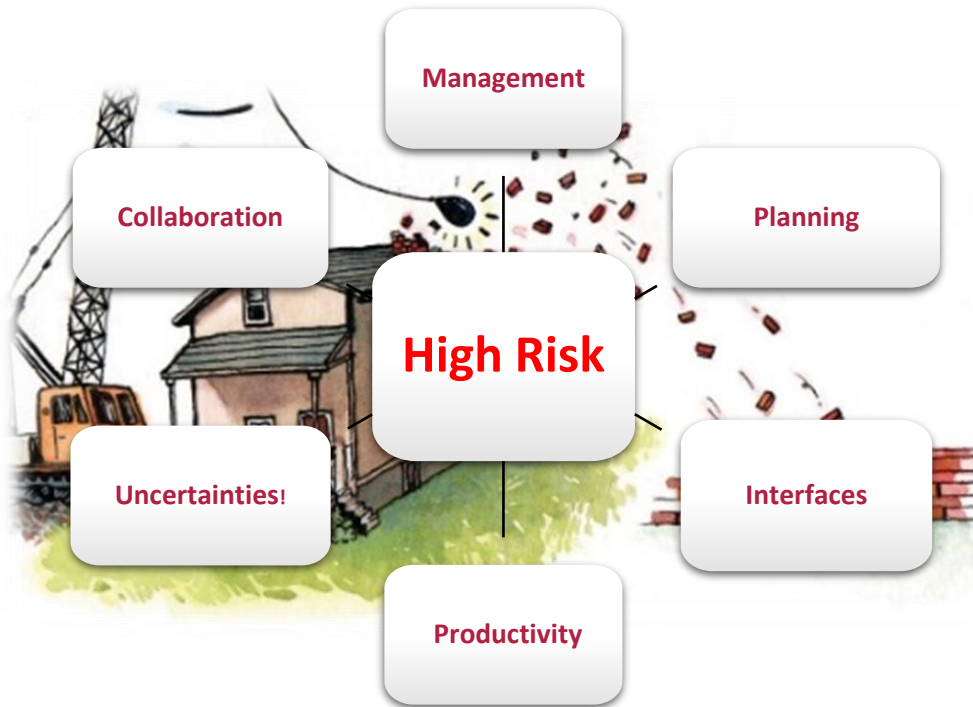 Management
Collaboration
Planning
High Risk
Uncertainties!
Interfaces
Productivity